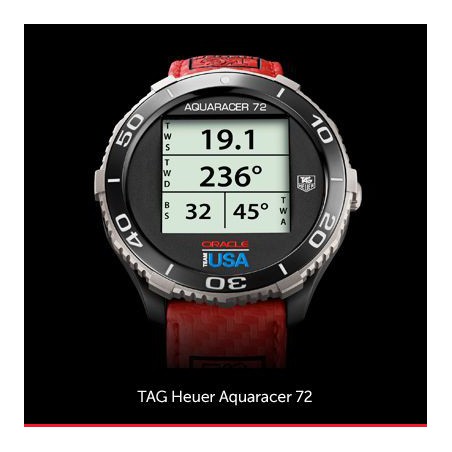 AQUARACER 72
50
10
40
20
30
TWS
19.1
TWD
236°
BS
32
45°
TWA
TAG
HEUER
ORACLE
TEAM
USA
TAG Heuer Aquaracer 72